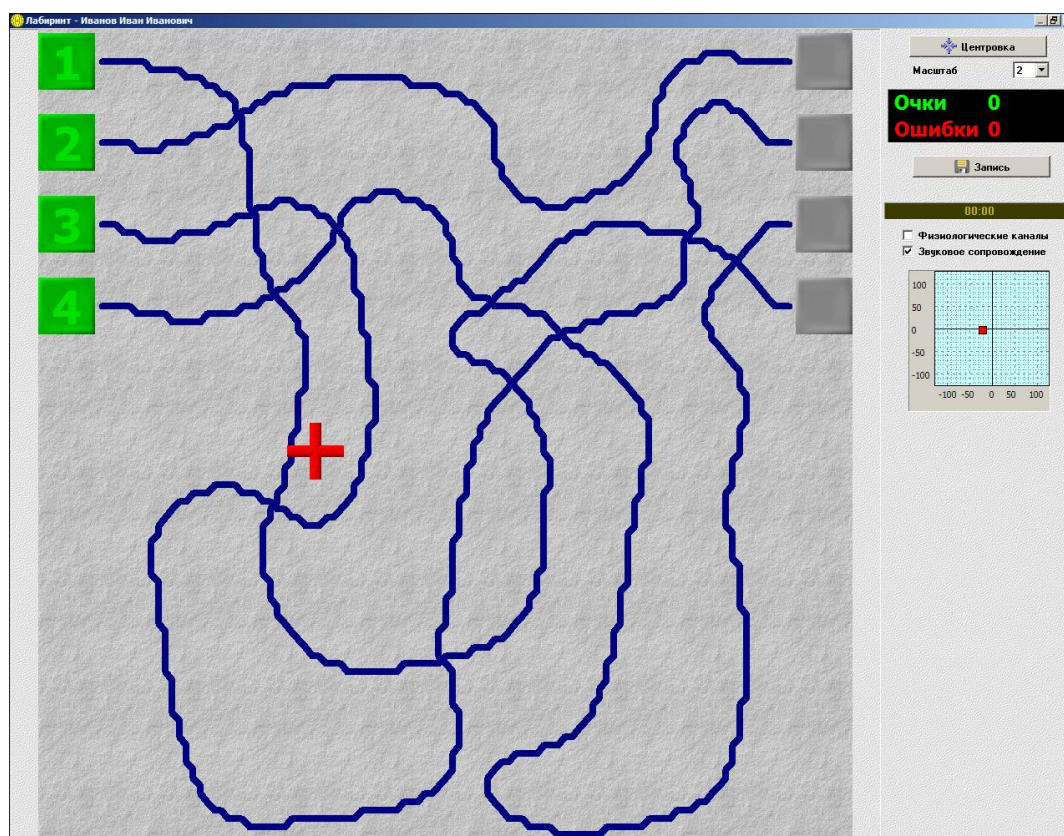 Лабиринт - Иванов Иван Иванович
1
2
3
4
Центровка
Масштаб 2
Очки 0
Ошибки 0
Запись
00:00
Физиологические каналы
Звуковое сопровождение
100
50
0
-50
-100
-100 -50 0 50 100